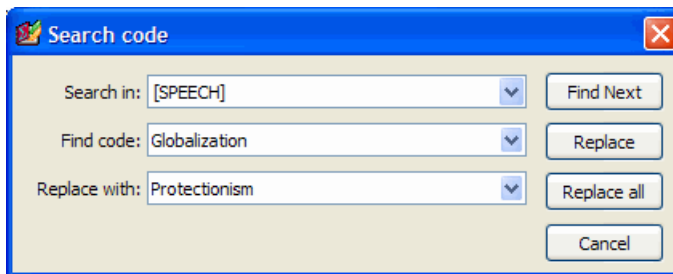 Search code
Search in: [SPEECH] Find Next
Find code: Globalization Replace
Replace with: Protectionism Replace all
Cancel